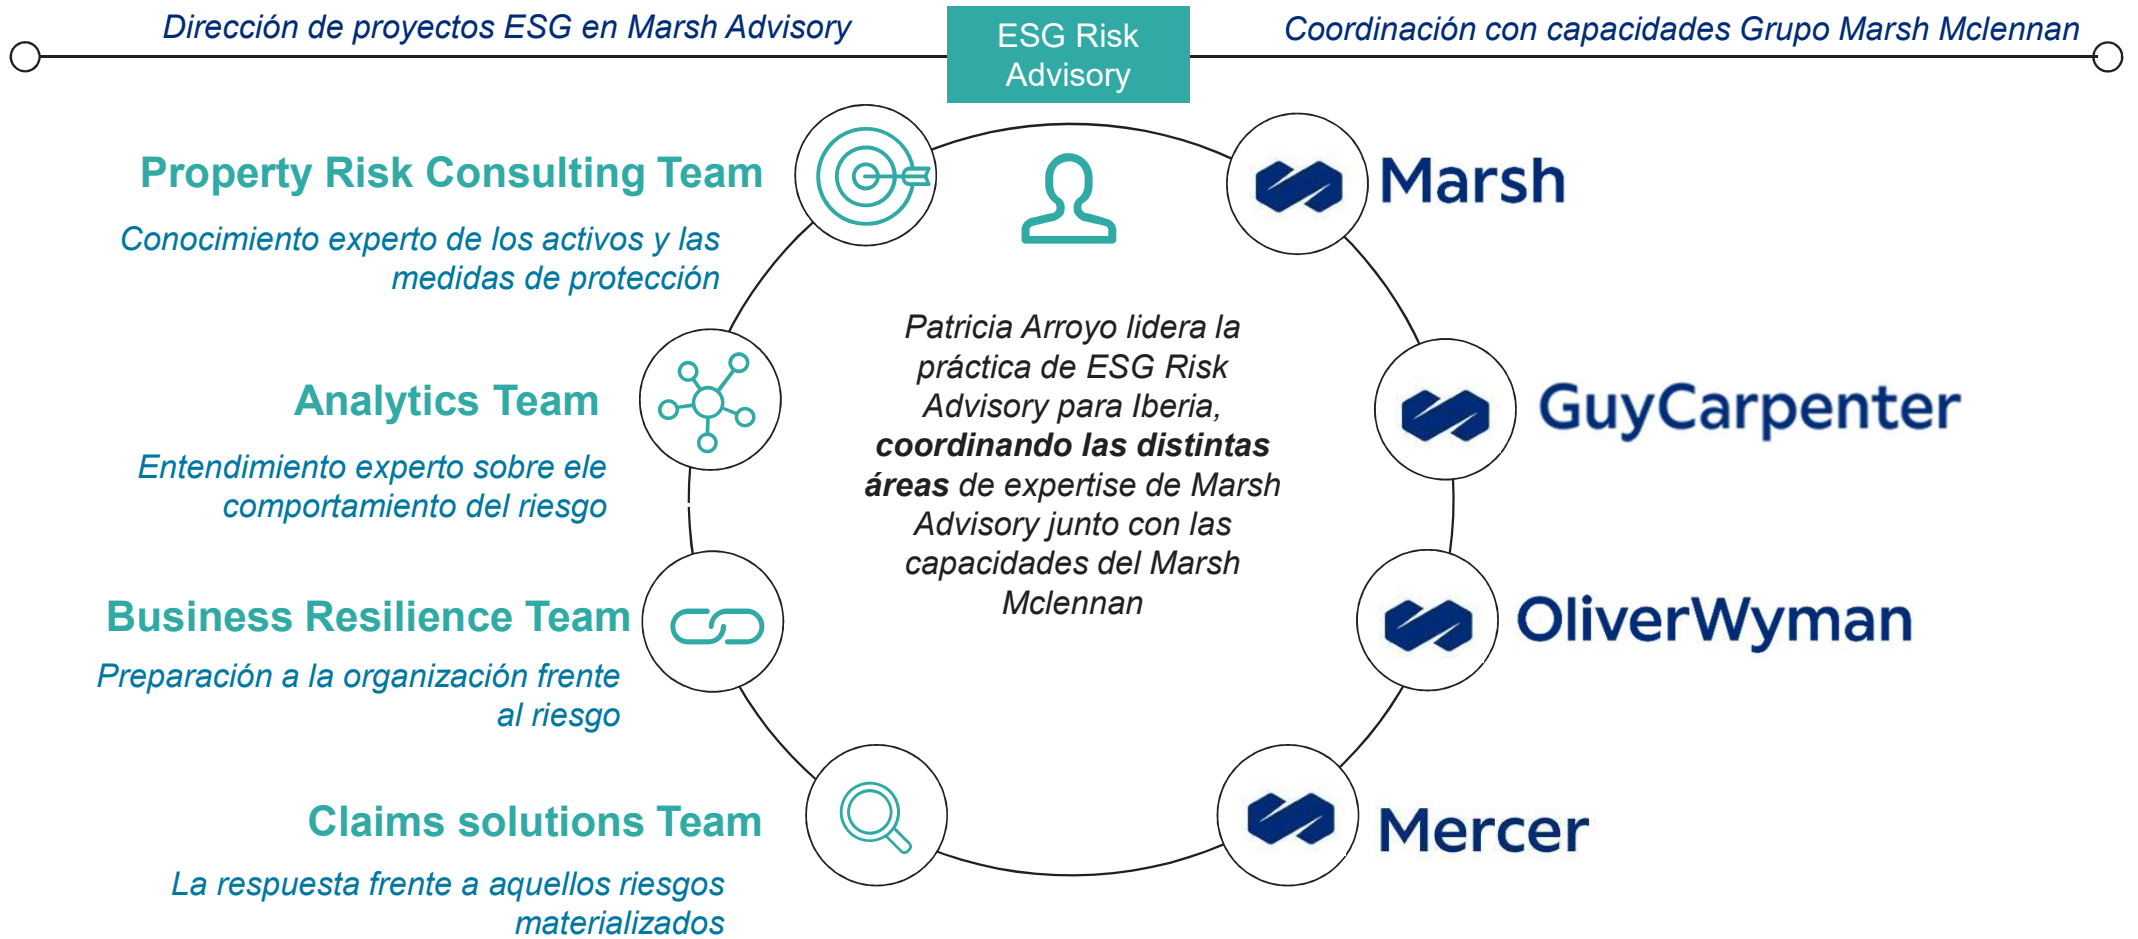 Dirección de proyectos ESG en Marsh Advisory
ESG Risk
Advisory
Coordinación con capacidades Grupo Marsh Mclennan
Property Risk Consulting Team
Conocimiento experto de los activos y las
medidas de protección
Analytics Team
Entendimiento experto sobre ele
comportamiento del riesgo
Business Resilience Team
Preparación a la organización frente
al riesgo
Claims solutions Team
La respuesta frente a aquellos riesgos
materializados
Patricia Arroyo lidera la
práctica de ESG Risk
Advisory para Iberia,
coordinando las distintas
áreas de expertise de Marsh
Advisory junto con las
capacidades del Marsh
Mclennan
Marsh
GuyCarpenter
OliverWyman
Mercer